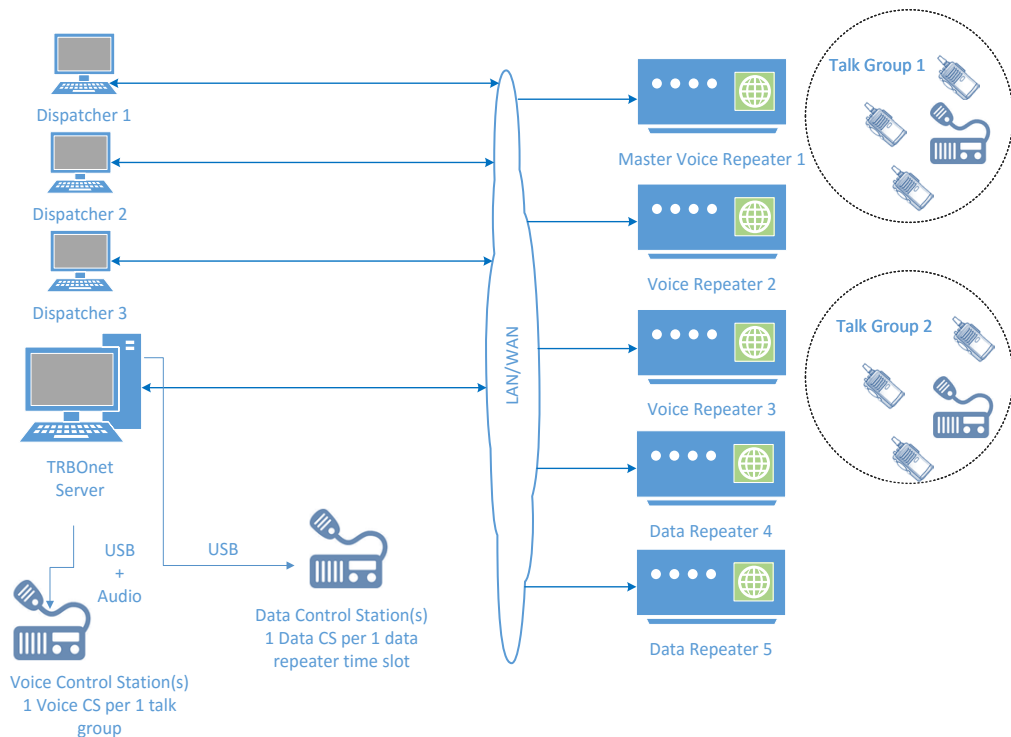 Dispatcher 1
Dispatcher 2
Dispatcher 3
TRBOnet
Server
USB
+
Audio
USB
Voice Control Station(s)
1 Voice CS per 1 talk
group
Data Control Station(s)
1 Data CS per 1 data
repeater time slot
LAN/WAN
Master Voice Repeater 1
Voice Repeater 2
Voice Repeater 3
Data Repeater 4
Data Repeater 5
Talk Group 1
Talk Group 2